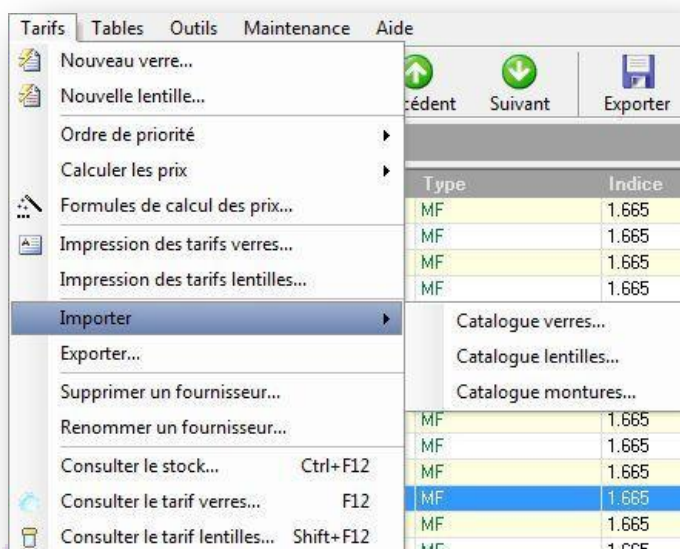 Tarifs Tables Outils Maintenance Aide
Nouveau verre...
Nouvelle lentille...
Ordre de priorité
Calculer les prix
Formules de calcul des prix...
Impression des tarifs verres...
Impression des tarifs lentilles...
Importer
Exporter...
Supprimer un fournisseur...
Renommer un fournisseur...
Consulter le stock... Ctrl+F12
Consulter le tarif verres... F12
Consulter le tarif lentilles... Shift+F12
Catalogue verres...
Catalogue lentilles...
Catalogue montures...
cédent Suivant Exporter
Type Indice
MF 1.665
MF 1.665
MF 1.665
MF 1.665
MF 1.665
MF 1.665
MF 1.665
MF 1.665
MF 1.665
MF 1.665